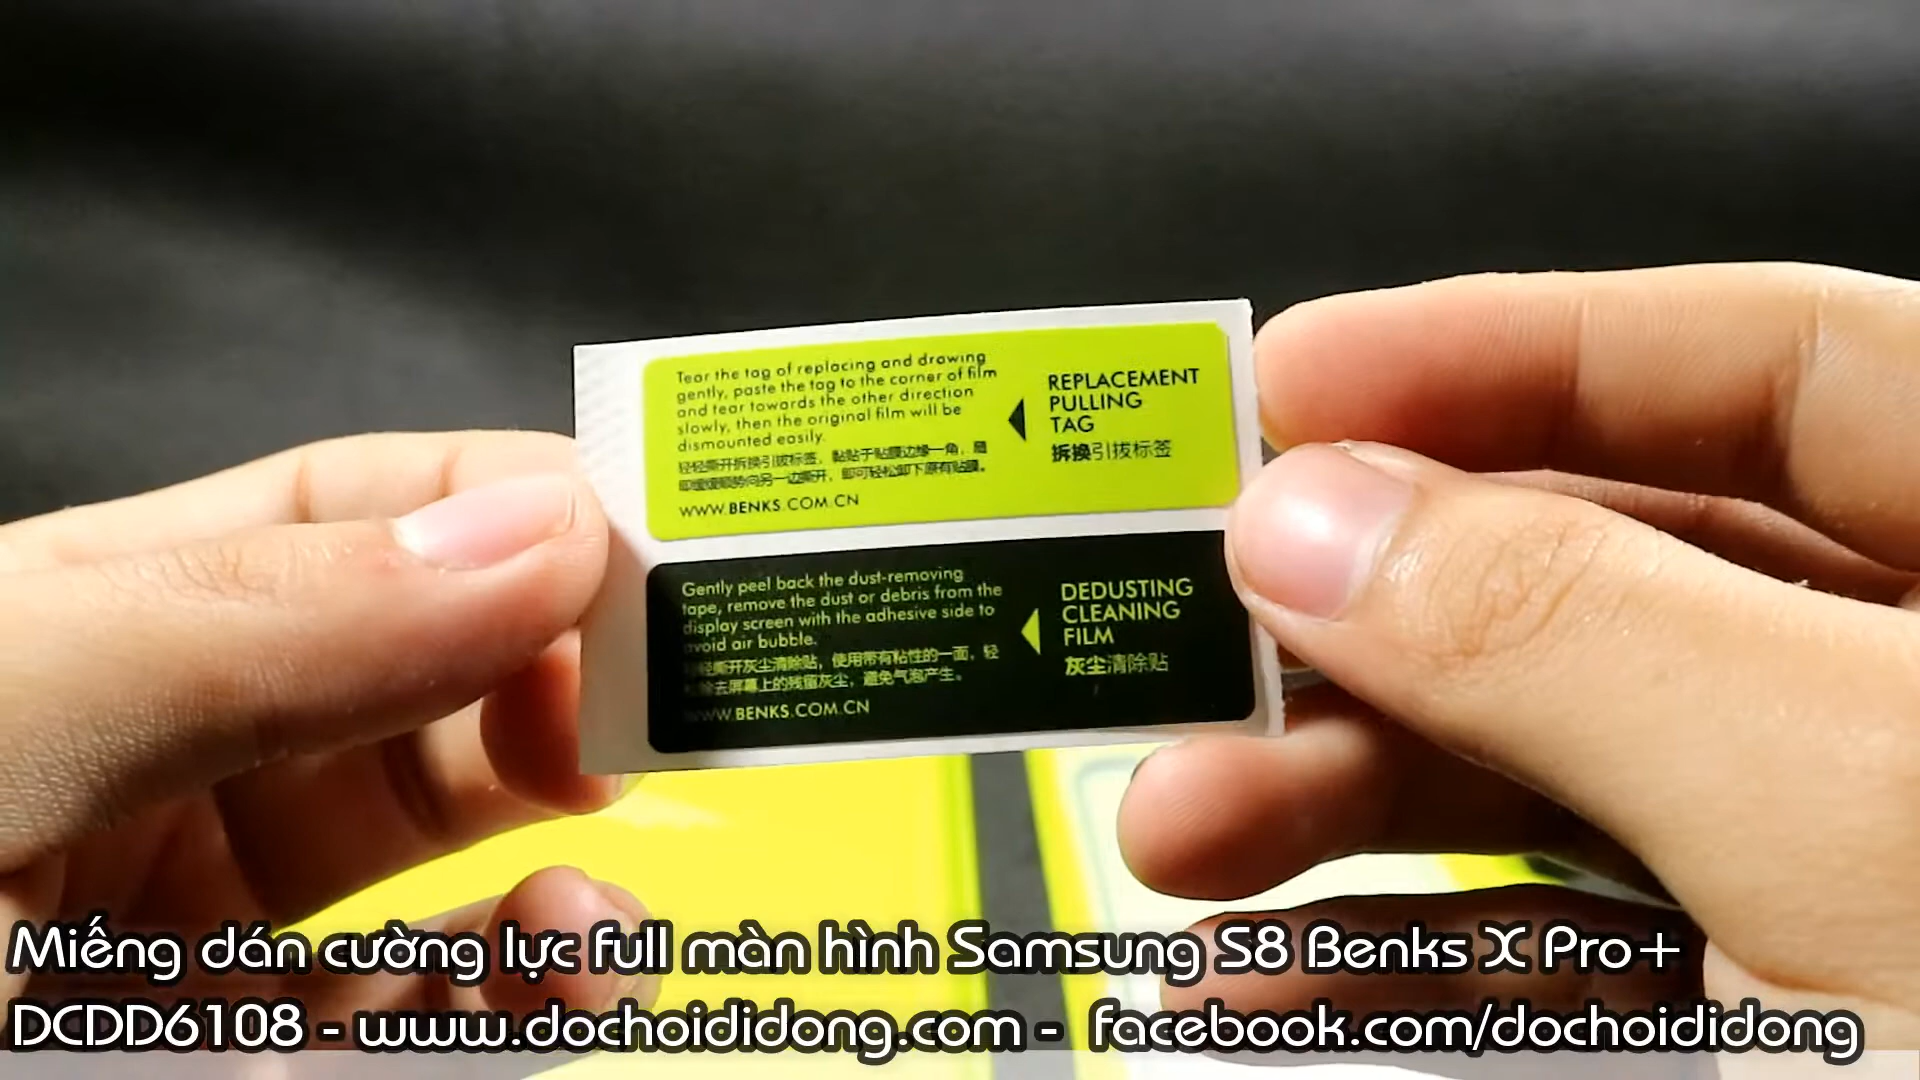 Tear the tag of replacing and drawing
gently, paste the tag to the corner of film
and tear towards the other direction
slowly, then the original film will be
dismounted easily.
轻轻撕开拆换引拔标签，黏贴于贴膜边缘一角，随
即缓缓顺势向另一边撕开，即可轻松卸下原有贴膜。
WWW.BENKS.COM.CN
REPLACEMENT
PULLING
TAG
拆换引拔标签
Gently peel back the dust-removing
tape, remove the dust or debris from the
display screen with the adhesive side to
avoid air bubble.
轻撕开灰尘清除贴，使用带有粘性的一面，轻
去屏幕上的残留灰尘，避免气泡产生。
WWW.BENKS.COM.CN
DEDUSTING
CLEANING
FILM
灰尘清除贴
Miếng dán cường lực full màn hình Samsung S8 Benks X Pro+
DCDD6108 - www.dochoididong.com - facebook.com/dochoididong